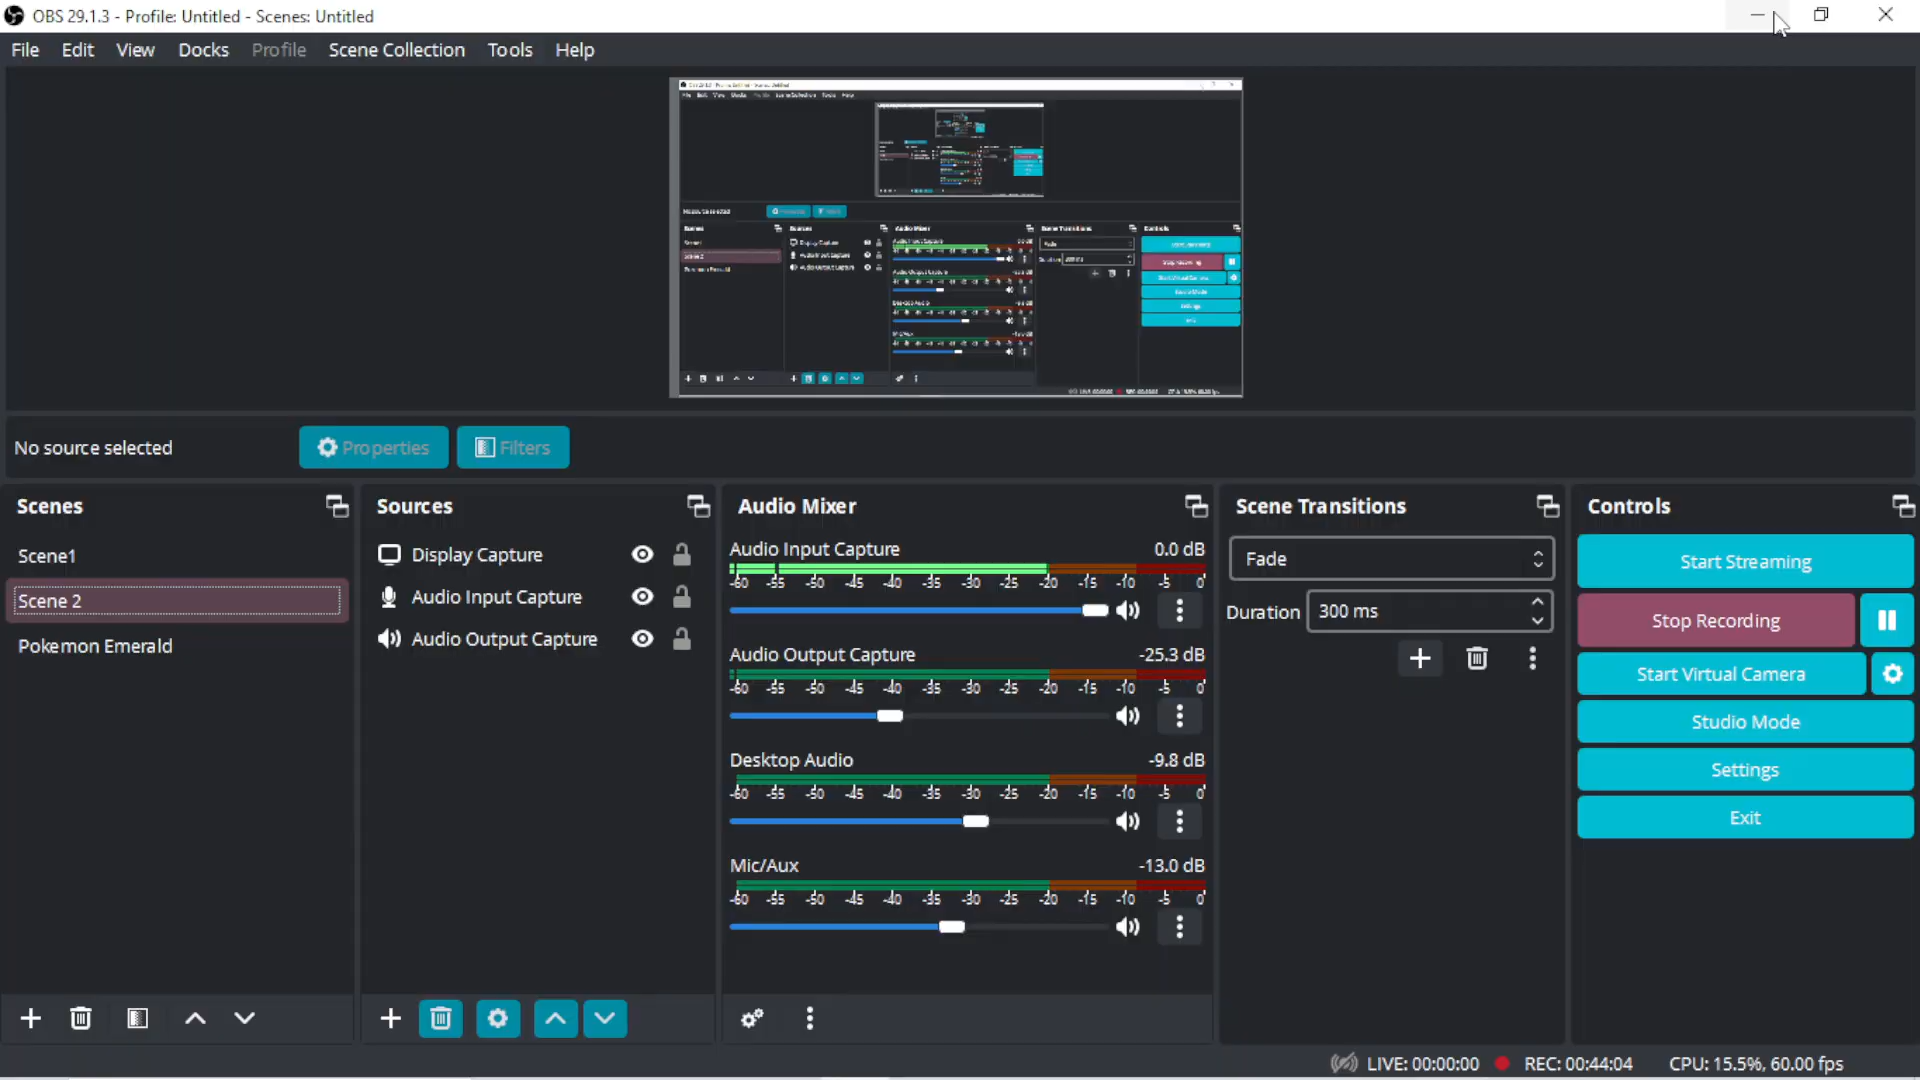 OBS 29.1.3 - Profile: Untitled - Scenes: Untitled
File Edit View Docks Profile Scene Collection Tools Help
No source selected Properties Filters
Scenes
Scene1
Scene 2
Pokemon Emerald
Sources
Display Capture
Audio Input Capture
Audio Output Capture
Audio Mixer
Audio Input Capture 0.0 dB
-60 -55 -50 -45 -40 -35 -30 -25 -20 -15 -10 -5 0
Audio Output Capture -25.3 dB
-60 -55 -50 -45 -40 -35 -30 -25 -20 -15 -10 -5 0
Desktop Audio -9.8 dB
-60 -55 -50 -45 -40 -35 -30 -25 -20 -15 -10 -5 0
Mic/Aux -13.0 dB
-60 -55 -50 -45 -40 -35 -30 -25 -20 -15 -10 -5 0
Scene Transitions
Fade
Duration 300 ms
Controls
Start Streaming
Stop Recording
Start Virtual Camera
Studio Mode
Settings
Exit
LIVE: 00:00:00 REC: 00:44:04 CPU: 15.5%, 60.00 fps